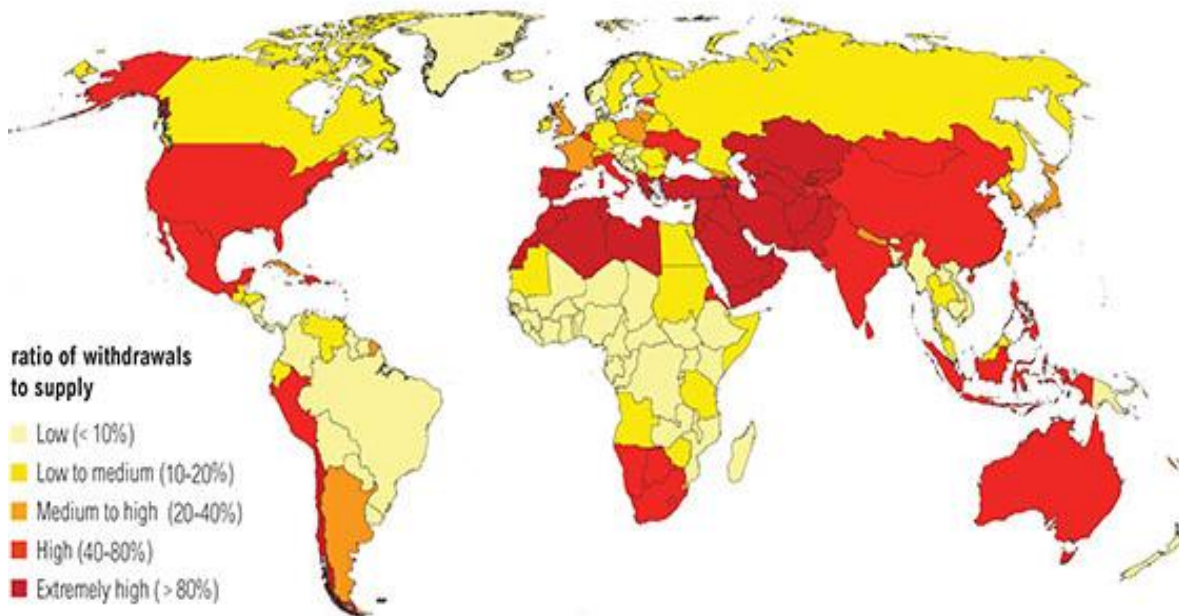 ratio of withdrawals
to supply
Low (< 10%)
Low to medium (10-20%)
Medium to high (20-40%)
High (40-80%)
Extremely high (> 80%)